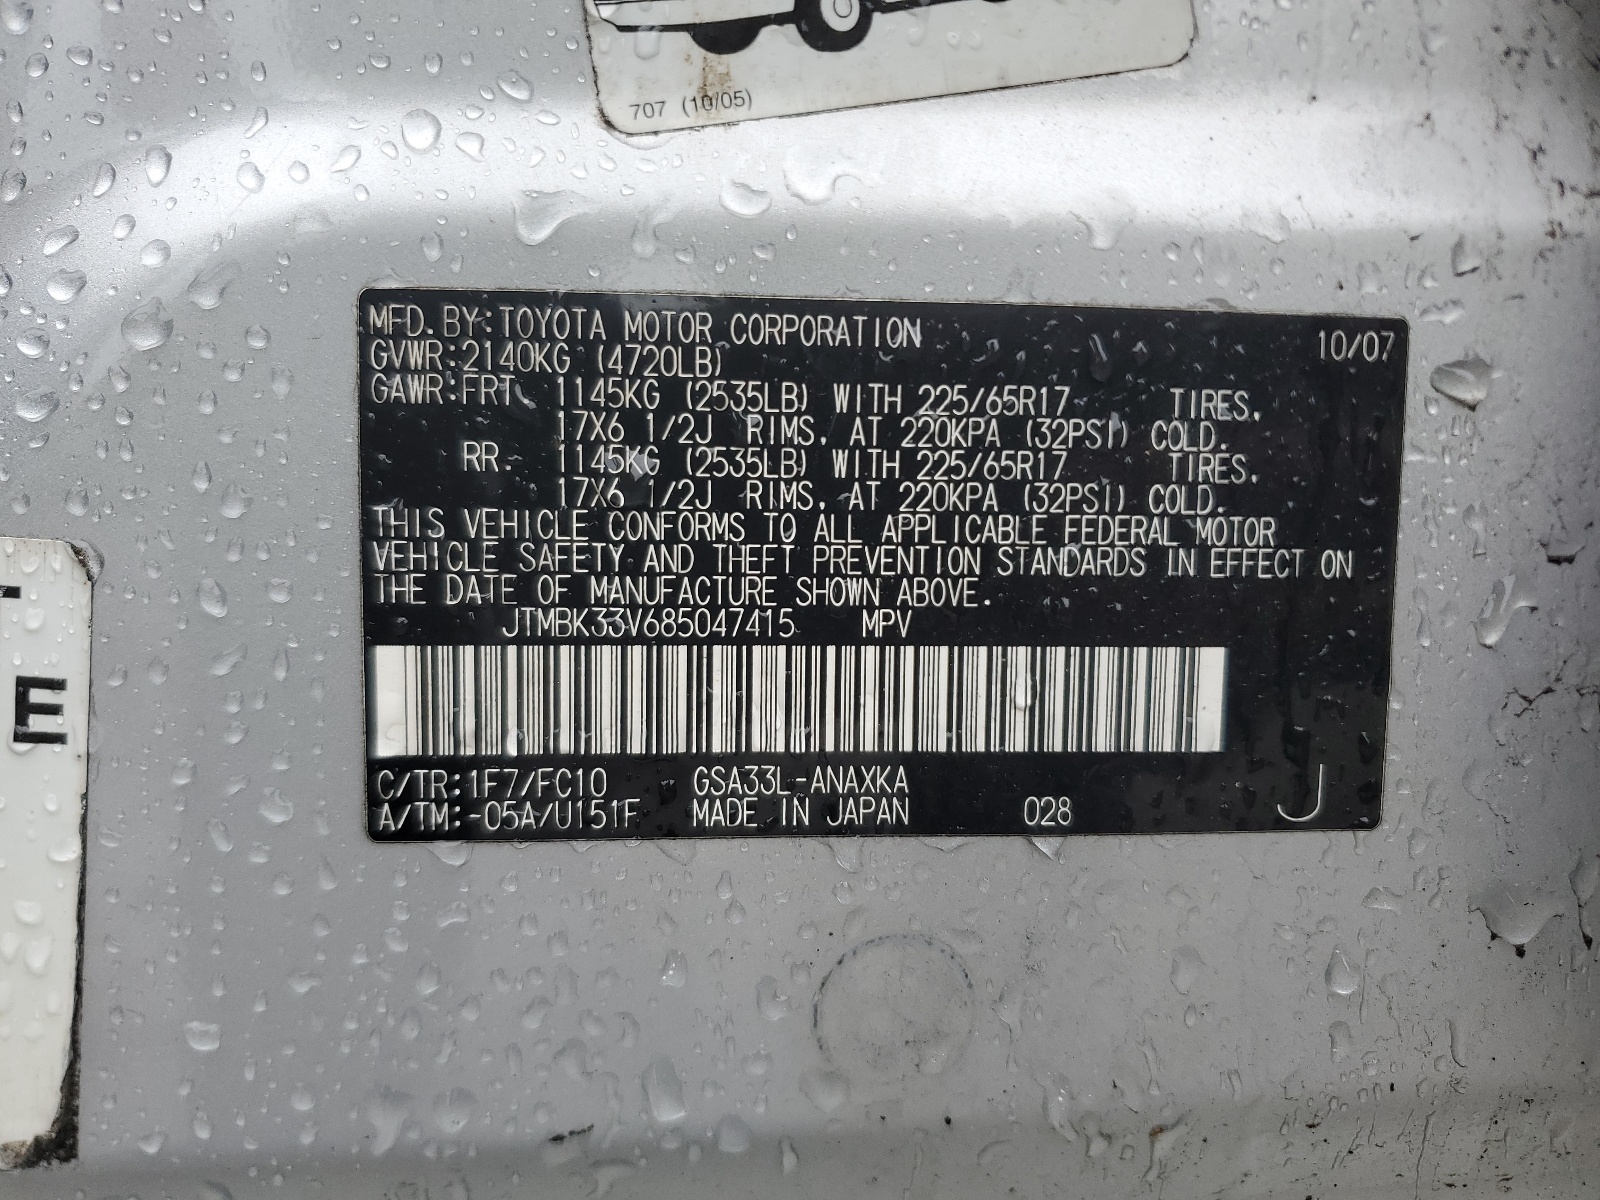 707 (10/05)
MFD. BY: TOYOTA MOTOR CORPORATION 10/07
GVWR: 2140KG (4720LB)
GAWR: FRT. 1145KG (2535LB) WITH 225/65R17 TIRES,
17X6 1/2J RIMS, AT 220KPA (32PSI) COLD.
RR. 1145KG (2535LB) WITH 225/65R17 TIRES,
17X6 1/2J RIMS, AT 220KPA (32PSI) COLD.
THIS VEHICLE CONFORMS TO ALL APPLICABLE FEDERAL MOTOR
VEHICLE SAFETY AND THEFT PREVENTION STANDARDS IN EFFECT ON
THE DATE OF MANUFACTURE SHOWN ABOVE.
JTMBK33V685047415 MPV
C/TR: 1F7/FC10 GSA33L-ANAXKA
A/TM: -05A/U151F MADE IN JAPAN 028 J
E